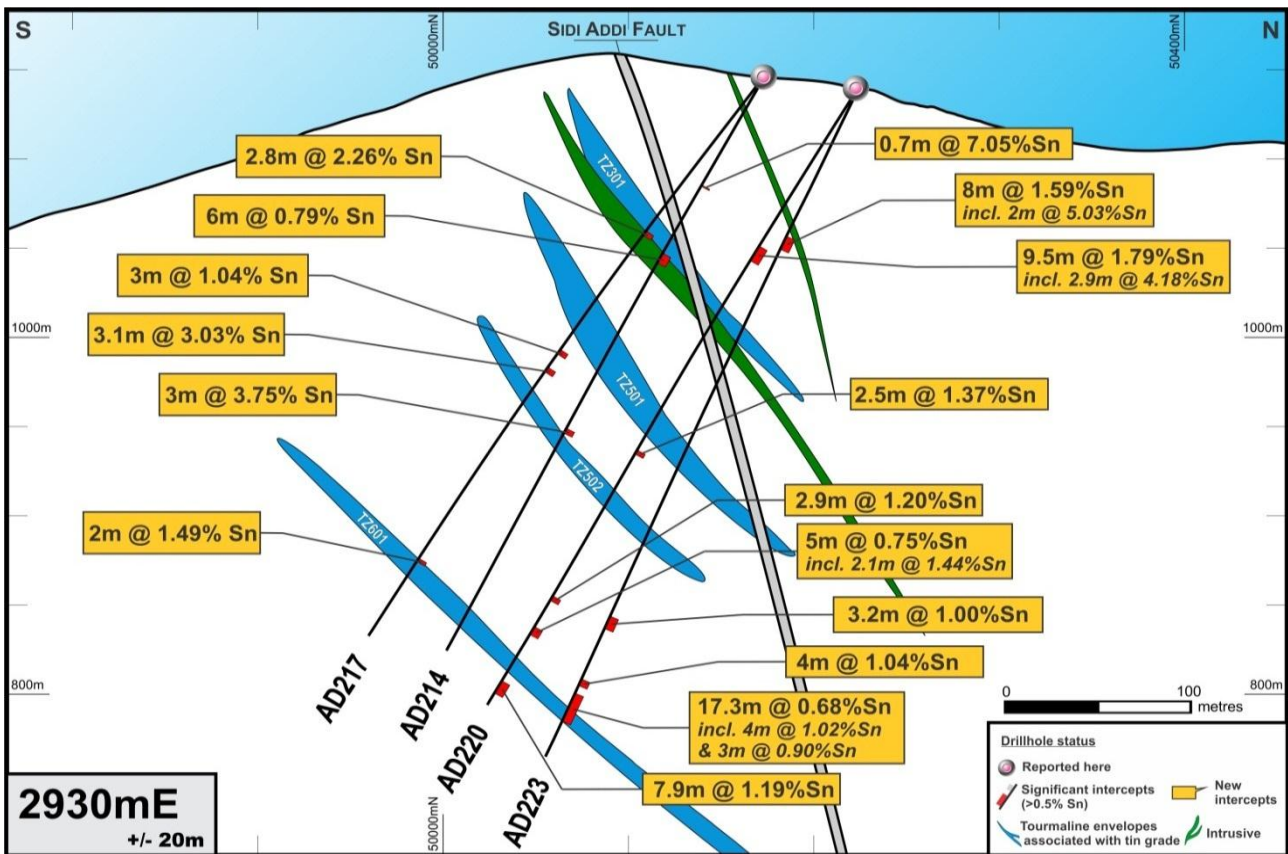 S
SIDI ADDI FAULT
N
50000mN
50400mN
2.8m @ 2.26% Sn
0.7m @ 7.05%Sn
TZ301
6m @ 0.79% Sn
8m @ 1.59%Sn
incl. 2m @ 5.03%Sn
3m @ 1.04% Sn
9.5m @ 1.79%Sn
incl. 2.9m @ 4.18%Sn
1000m
1000m
3.1m @ 3.03% Sn
TZ501
3m @ 3.75% Sn
2.5m @ 1.37%Sn
TZ502
TZ601
2m @ 1.49% Sn
2.9m @ 1.20%Sn
5m @ 0.75%Sn
incl. 2.1m @ 1.44%Sn
3.2m @ 1.00%Sn
4m @ 1.04%Sn
800m
800m
AD217
AD214
AD220
AD223
17.3m @ 0.68%Sn
incl. 4m @ 1.02%Sn
& 3m @ 0.90%Sn
7.9m @ 1.19%Sn
0 100
metres
Drillhole status
Reported here
Significant intercepts
(>0.5% Sn)
New
intercepts
Tourmaline envelopes
associated with tin grade
Intrusive
50000mN
2930mE
+/- 20m